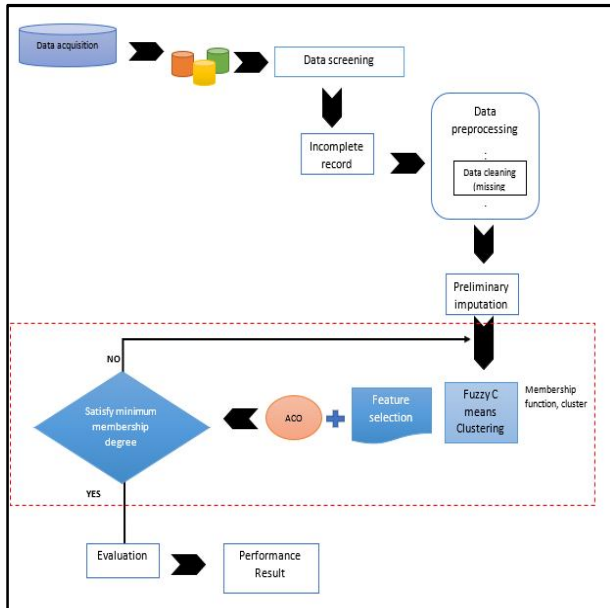 Data acquisition
Data screening
Incomplete
record
Data
preprocessing
:
Data cleaning
(missing
.
Preliminary
imputation
NO
Satisfy minimum
membership
degree
ACO
Feature
selection
Fuzzy C
means
Clustering
Membership
function, cluster
YES
Evaluation
Performance
Result